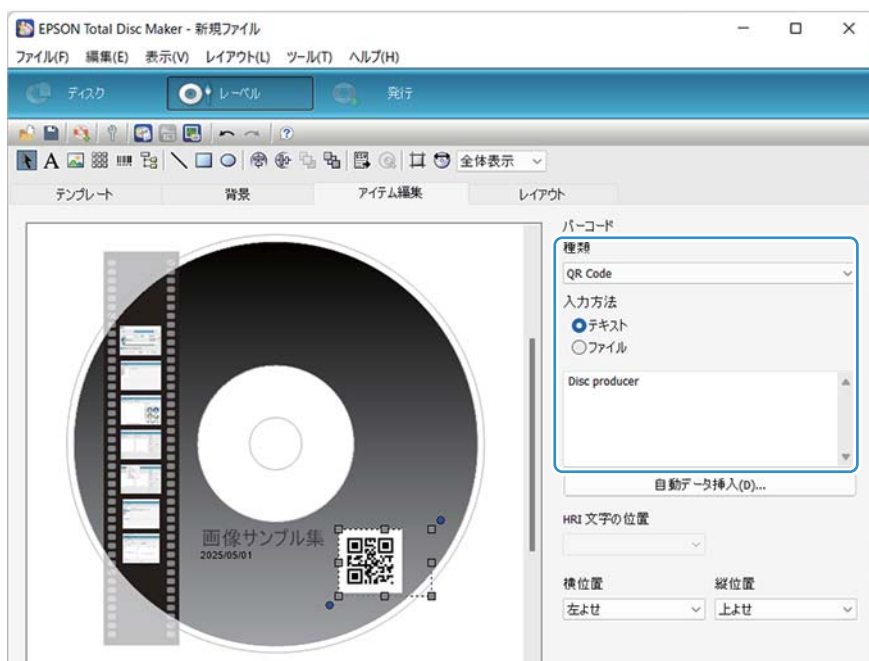 EPSON Total Disc Maker - 新規ファイル
ファイル(F) 編集(E) 表示(V) レイアウト(L) ツール(T) ヘルプ(H)
ディスク レーベル 発行
全体表示
テンプレート 背景 アイテム編集 レイアウト
バーコード
種類
QR Code
入力方法
テキスト
ファイル
Disc producer
自動データ挿入(D)...
HRI 文字の位置
横位置 縦位置
左よせ 上よせ
画像サンプル集
2025/05/01